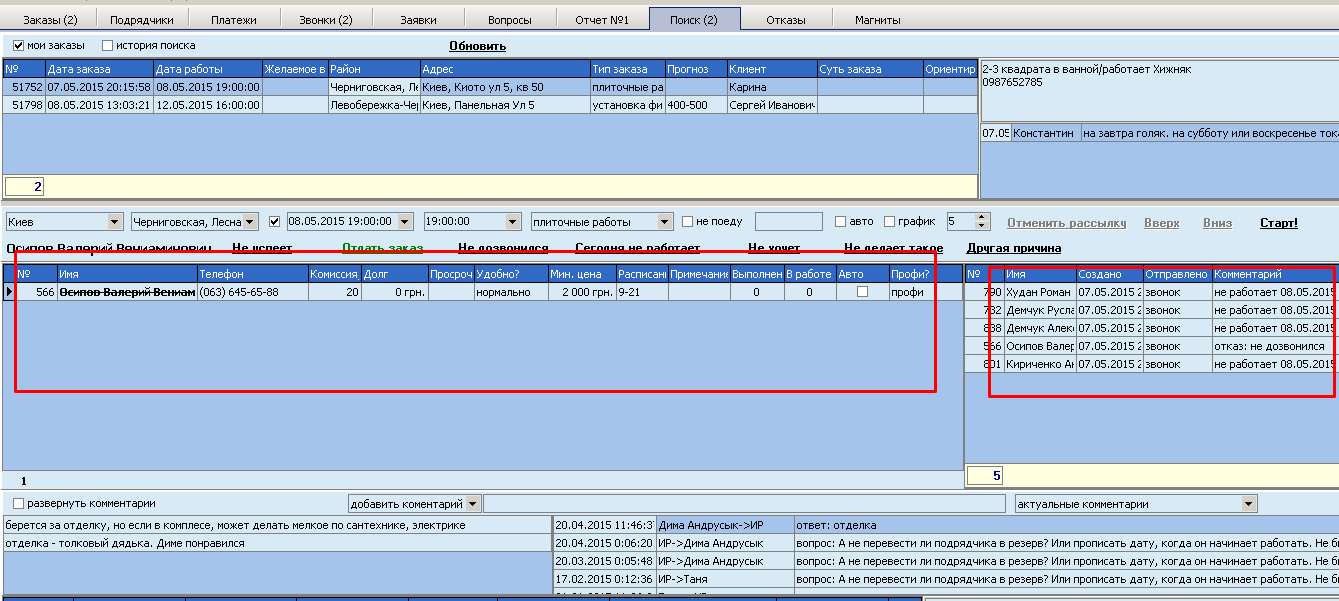 Заказы (2) Подрядчики Платежи Звонки (2) Заявки Вопросы Отчет №1 Поиск (2) Отказы Магниты
мои заказы история поиска Обновить
№ Дата заказа Дата работы Желаемое в Район Адрес Тип заказа Прогноз Клиент Суть заказа Ориентир
51752 07.05.2015 20:15:58 08.05.2015 19:00:00 Черниговская, Ле Киев, Киото ул 5, кв 50 плиточные ра Карина
51798 08.05.2015 13:03:21 12.05.2015 16:00:00 Левобережка-Чер Киев, Панельная Ул 5 установка фи 400-500 Сергей Иванович
2-3 квадрата в ванной/работает Хижняк
0987652785
07.05 Константин на завтра голяк. на субботу или воскресенье тока
2
Киев Черниговская, Лесна 08.05.2015 19:00:00 19:00:00 плиточные работы не поеду авто график 5 Отменить рассылку Вверх Вниз Старт!
Осипов Валерий Вениаминович Не успеет Отдать заказ Не дозвонился Сегодня не работает Не хочет Не делает такое Другая причина
№ Имя Телефон Комиссия Долг Просроч Удобно? Мин. цена Расписан Примечание Выполнен В работе Авто Профи?
566 Осипов Валерий Вениам (063) 645-65-88 20 0 грн. нормально 2 000 грн. 9-21 0 0 профи
№ Имя Создано Отправлено Комментарий
790 Худан Роман 07.05.2015 2 звонок не работает 08.05.2015
732 Демчук Русла 07.05.2015 2 звонок не работает 08.05.2015
838 Демчук Алекс 07.05.2015 2 звонок не работает 08.05.2015
566 Осипов Валер 07.05.2015 2 звонок отказ: не дозвонился
801 Кириченко Ан 07.05.2015 2 звонок не работает 08.05.2015
1
5
развернуть комментарии добавить коментарий актуальные комментарии
берется за отделку, но если в комплесе, может делать мелкое по сантехнике, электрике
отделка - толковый дядька. Диме понравился
20.04.2015 11:46:3 Дима Андрусык->ИР ответ: отделка
20.04.2015 0:06:20 ИР->Дима Андрусык вопрос: А не перевести ли подрядчика в резерв? Или прописать дату, когда он начинает работать. Не б
20.03.2015 0:05:48 ИР->Дима Андрусык вопрос: А не перевести ли подрядчика в резерв? Или прописать дату, когда он начинает работать. Не б
17.02.2015 0:12:36 ИР->Таня вопрос: А не перевести ли подрядчика в резерв? Или прописать дату, когда он начинает работать. Не б